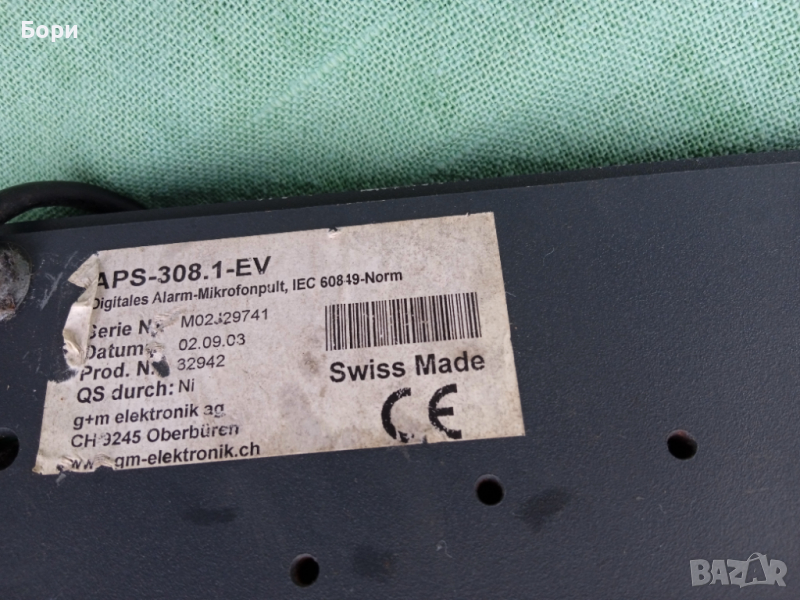 Бори
APS-308.1-EV
Digitales Alarm-Mikrofonpult, IEC 60849-Norm
Serie Nr. M02J29741
Datum 02.09.03
Prod. Nr. 32942
QS durch: Ni
g+m elektronik ag
CH 9245 Oberbüren
www.gm-elektronik.ch
Swiss Made
CE
BAZAR